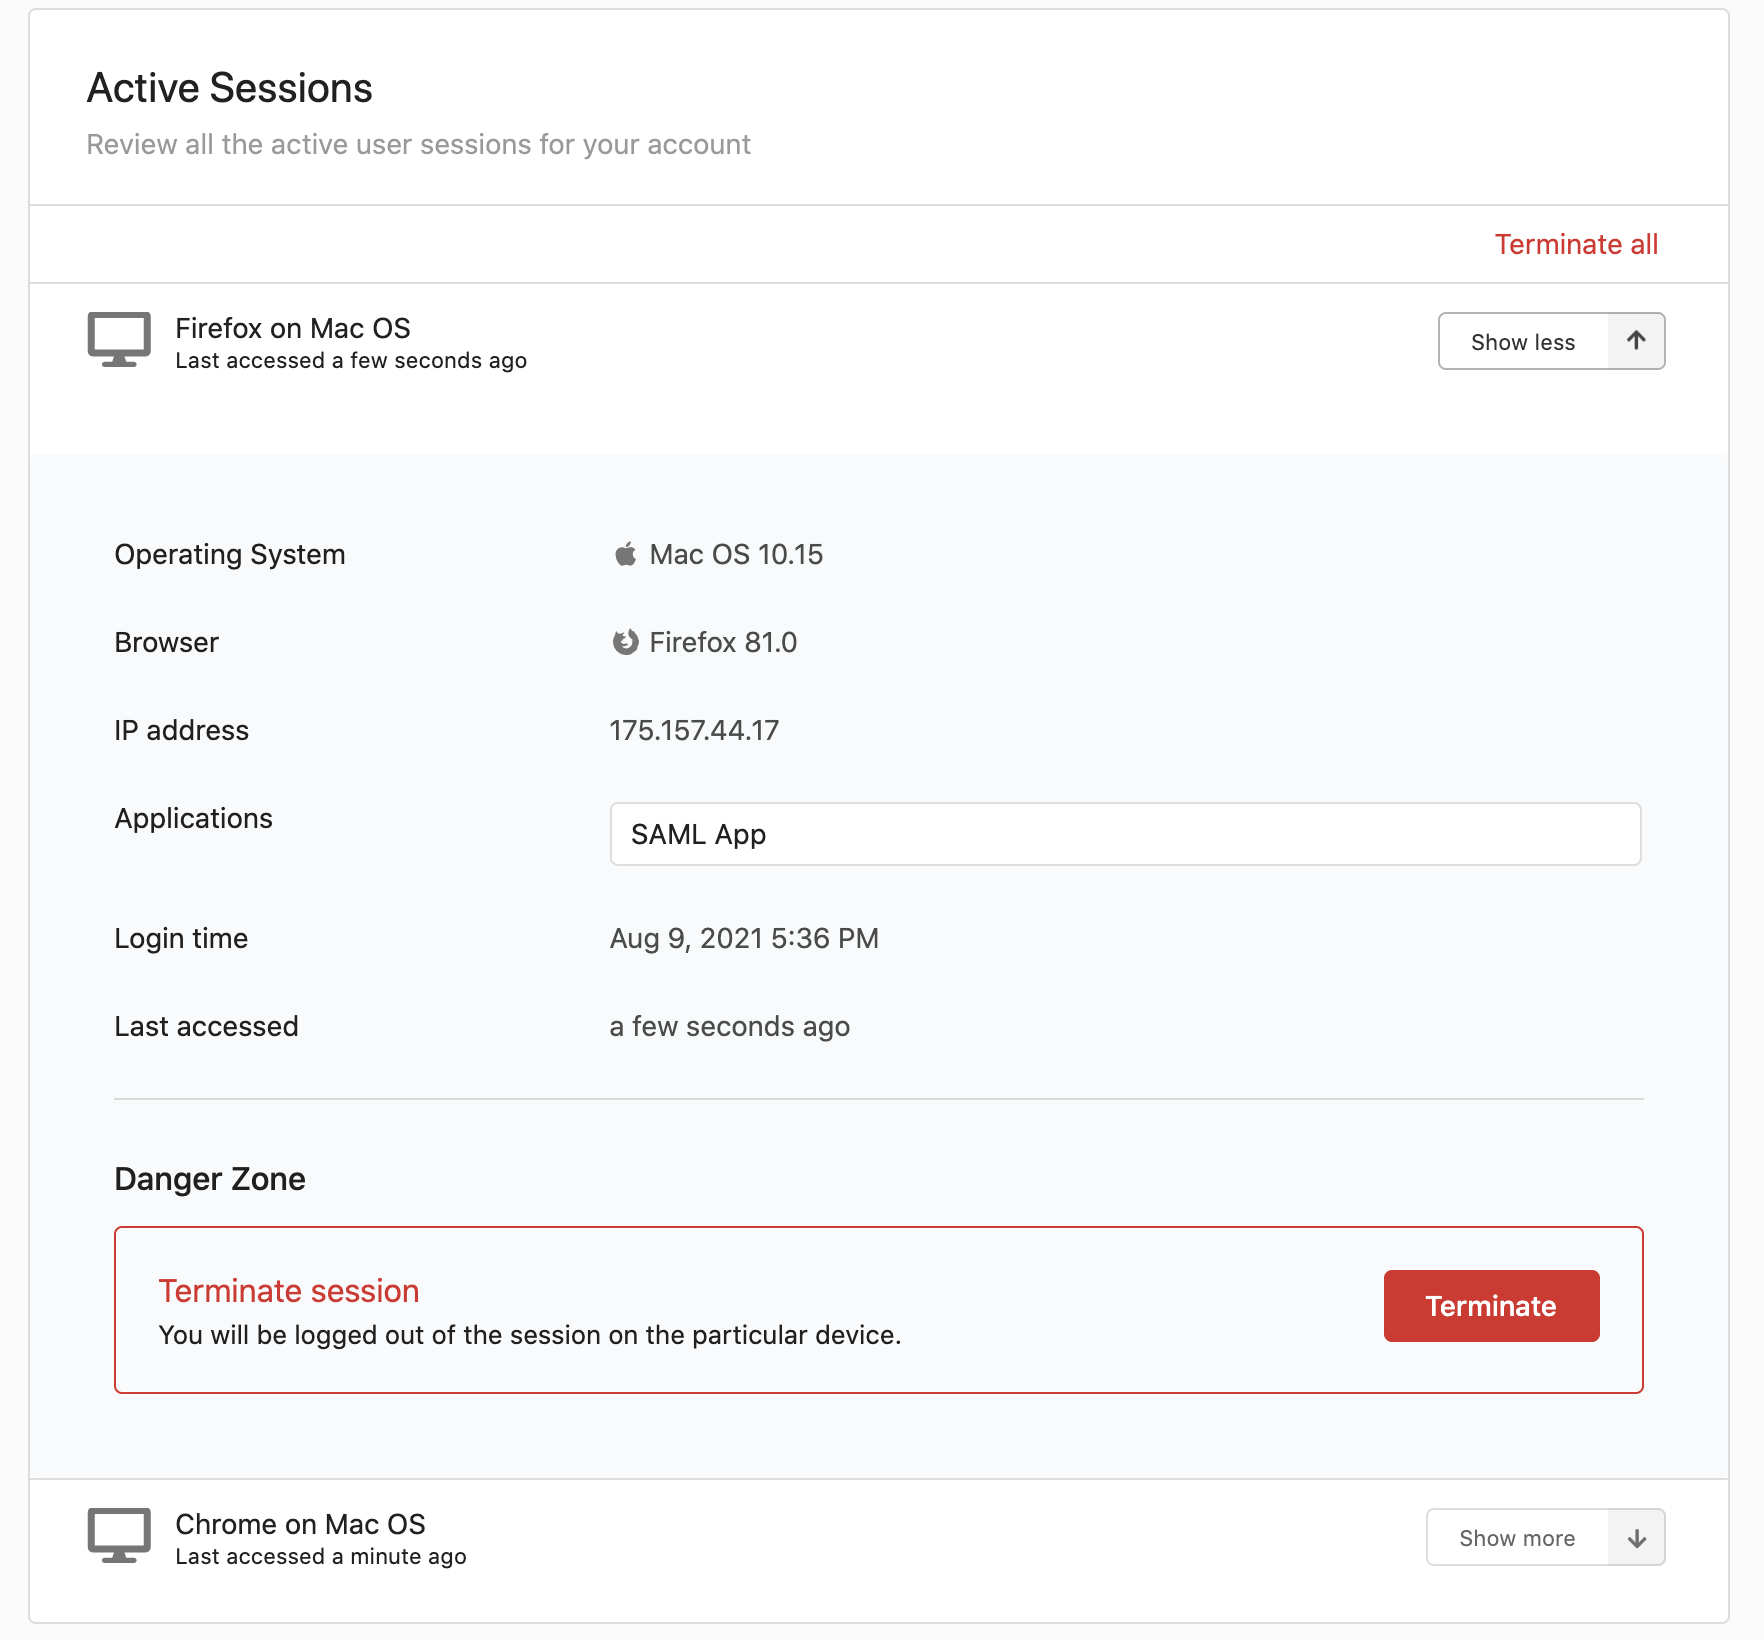 Active Sessions
Review all the active user sessions for your account
Terminate all
Firefox on Mac OS
Last accessed a few seconds ago
Show less
Operating System
Mac OS 10.15
Browser
Firefox 81.0
IP address
175.157.44.17
Applications
SAML App
Login time
Aug 9, 2021 5:36 PM
Last accessed
a few seconds ago
Danger Zone
Terminate session
You will be logged out of the session on the particular device.
Terminate
Chrome on Mac OS
Last accessed a minute ago
Show more